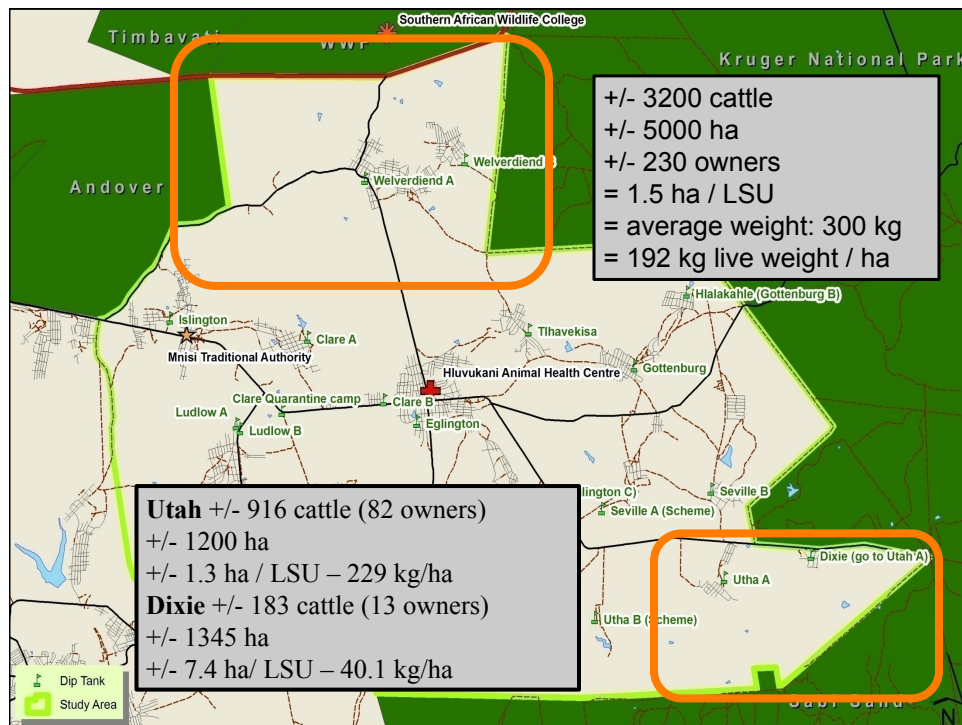 Southern African Wildlife College
Timbavati
WWF
Kruger National Park
+/- 3200 cattle
+/- 5000 ha
+/- 230 owners
= 1.5 ha / LSU
= average weight: 300 kg
= 192 kg live weight / ha
Welverdiend
Welverdiend A
Andover
Hlalakahle (Gottenburg B)
Islington
Clare A
Tlhavekisa
Mnisi Traditional Authority
Hluvukani Animal Health Centre
Gottenburg
Clare Quarantine camp
Clare B
Ludlow A
Eglington
Ludlow B
Utah +/- 916 cattle (82 owners)
+/- 1200 ha
+/- 1.3 ha / LSU – 229 kg/ha
Dixie +/- 183 cattle (13 owners)
+/- 1345 ha
+/- 7.4 ha/ LSU – 40.1 kg/ha
lington C)
Seville B
Seville A (Scheme)
Dixie (go to Utah A)
Utha A
Utha B (Scheme)
Dip Tank
Study Area
Sabi Sand
N